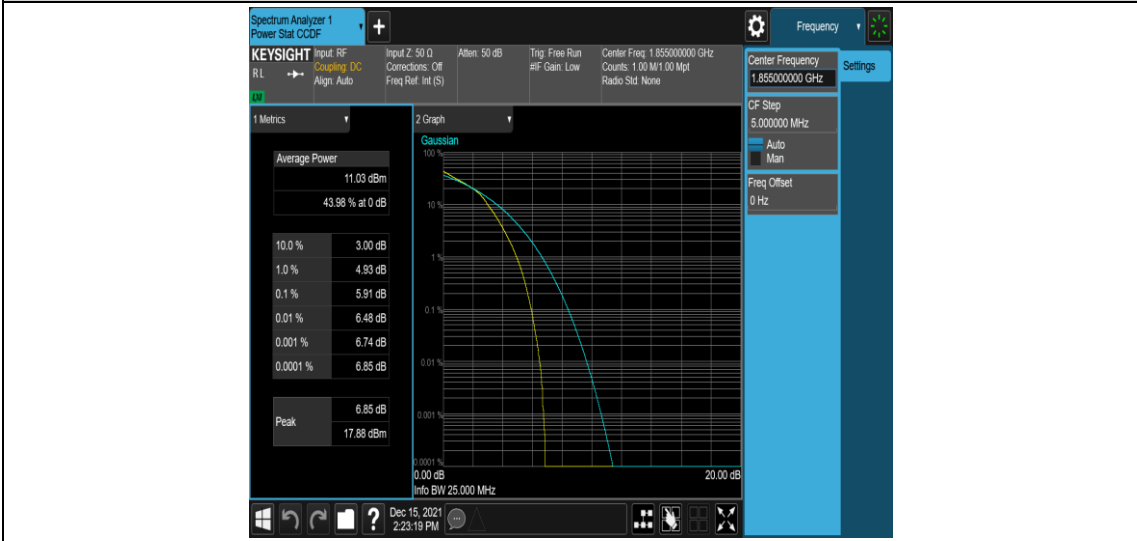 Spectrum Analyzer 1
Power Stat CCDF
+
Frequency
KEYSIGHT
RL
LNI
Input: RF
Coupling: DC
Align: Auto
Input Z: 50 Ω
Corrections: Off
Freq Ref: Int (S)
Atten: 50 dB
Trig: Free Run
#IF Gain: Low
Center Freq: 1.855000000 GHz
Counts: 1.00 M/1.00 Mpt
Radio Std: None
Center Frequency
1.855000000 GHz
Settings
CF Step
5.000000 MHz
Auto
Man
Freq Offset
0 Hz
1 Metrics
Average Power
11.03 dBm
43.98 % at 0 dB
10.0 % 3.00 dB
1.0 % 4.93 dB
0.1 % 5.91 dB
0.01 % 6.48 dB
0.001 % 6.74 dB
0.0001 % 6.85 dB
Peak
6.85 dB
17.88 dBm
2 Graph
Gaussian
100 %
10 %
1 %
0.1 %
0.01 %
0.001 %
0.0001 %
0.00 dB 20.00 dB
Info BW 25.000 MHz
?
Dec 15, 2021
2:23:19 PM